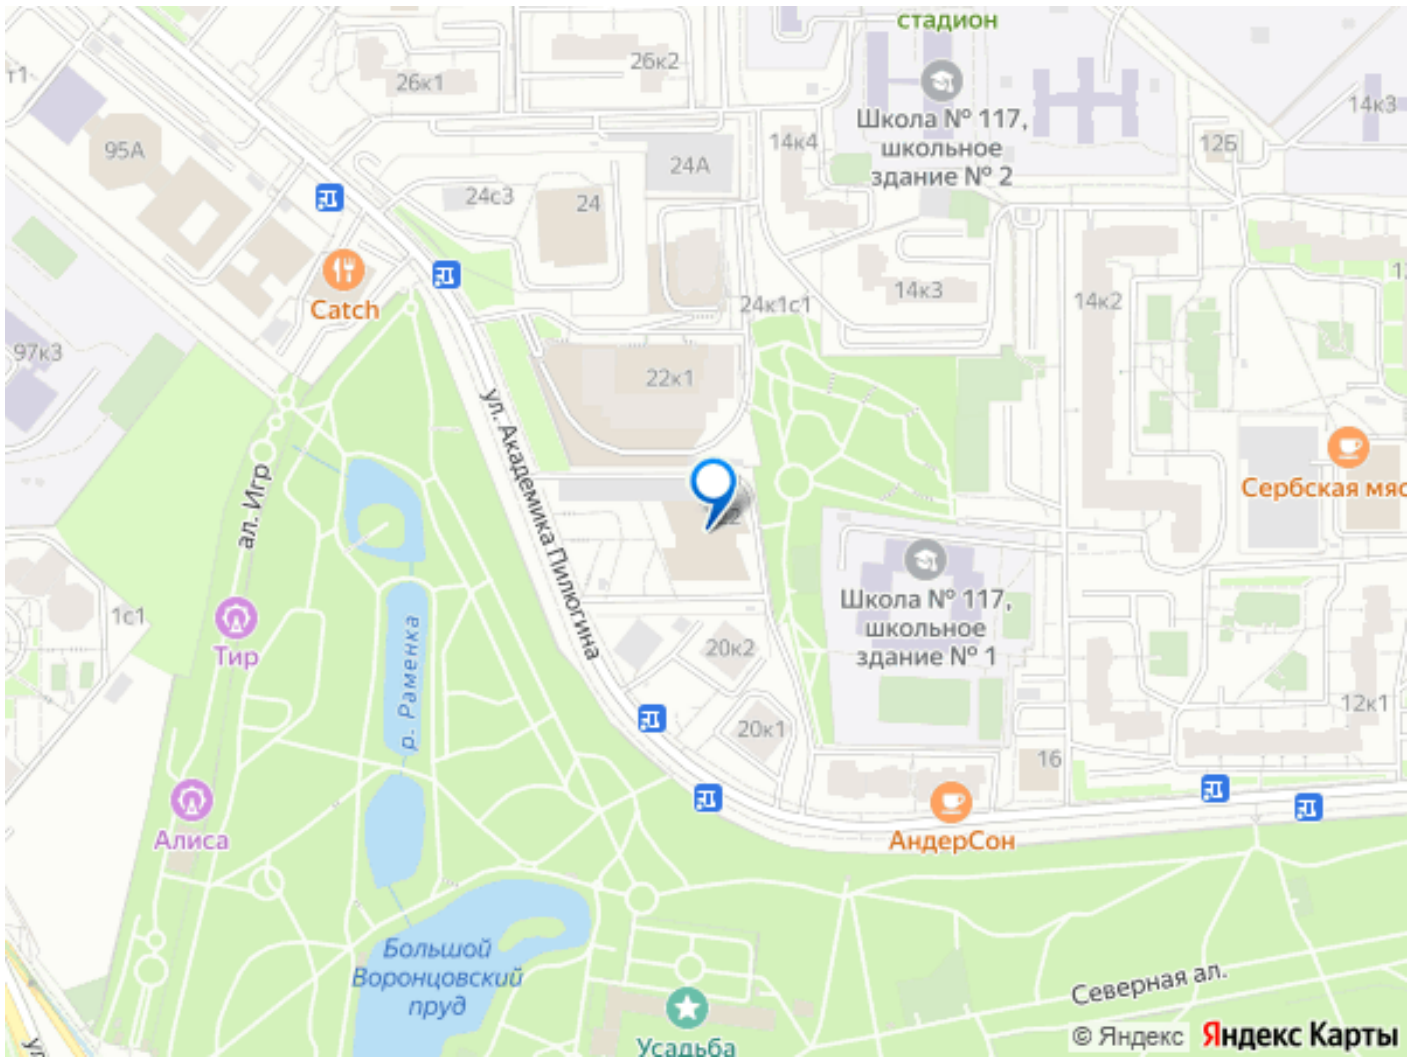 стадион
26к2
26к1
т1
14к3
Школа № 117,
школьное
здание № 2
14к4
12Б
95А
24А
24с3
24
Catch
14к3
24к1с1
14к2
97к3
22к1
ул. Академика Пилюгина
ал. Игр
Сербская мяс
Школа № 117,
школьное
здание № 1
1с1
Тир
р. Раменка
20к2
20к1
12к1
16
Алиса
АндерСон
Большой
Воронцовский
пруд
Северная ал.
Усадьба
© Яндекс Яндекс Карты